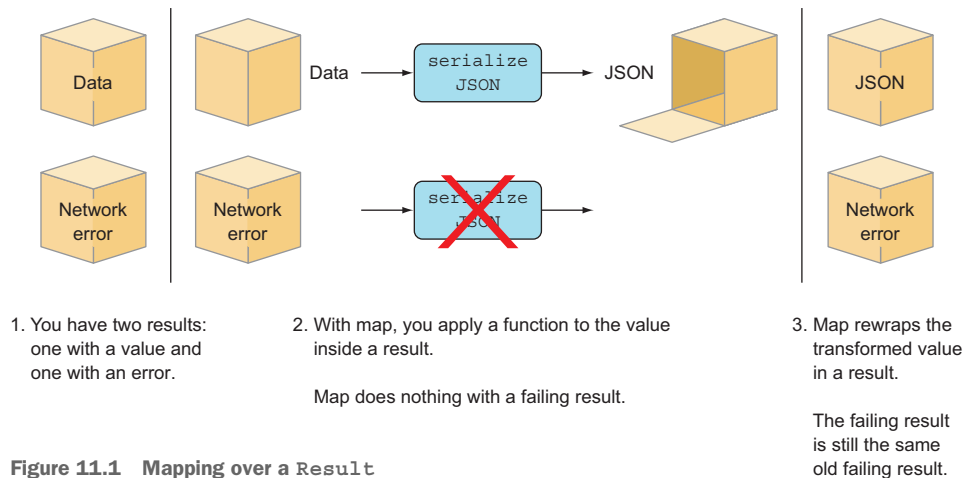 Data
Data
serialize
JSON
JSON
JSON
Network
error
Network
error
serialize
JSON
Network
error
1. You have two results:
one with a value and
one with an error.
2. With map, you apply a function to the value
inside a result.
Map does nothing with a failing result.
3. Map rewraps the
transformed value
in a result.
The failing result
is still the same
old failing result.
Figure 11.1 Mapping over a Result